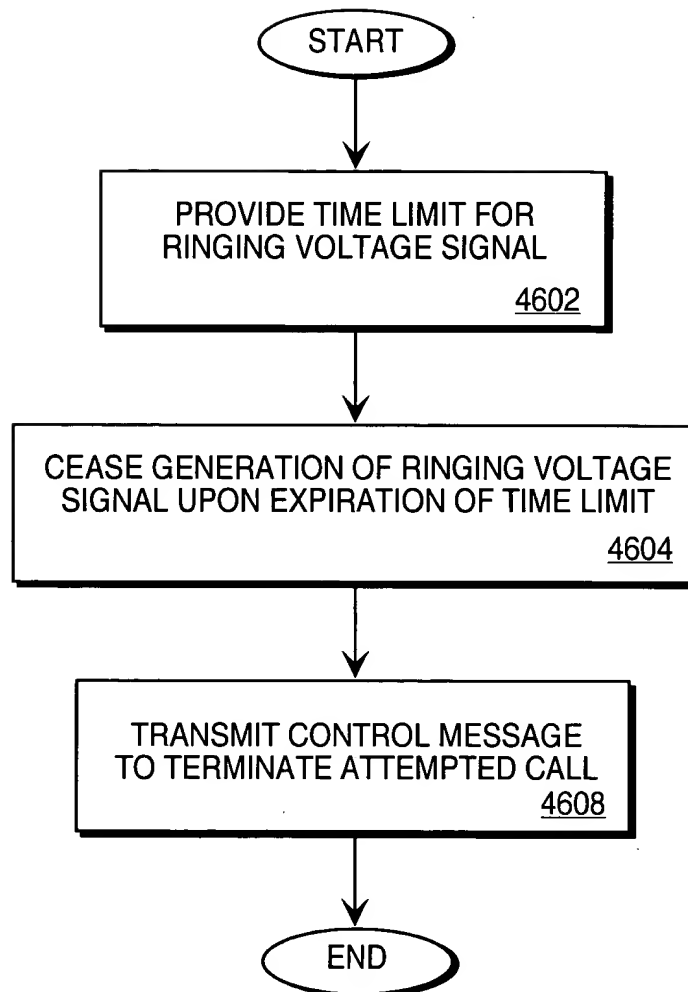 START
PROVIDE TIME LIMIT FOR
RINGING VOLTAGE SIGNAL
4602
CEASE GENERATION OF RINGING VOLTAGE
SIGNAL UPON EXPIRATION OF TIME LIMIT
4604
TRANSMIT CONTROL MESSAGE
TO TERMINATE ATTEMPTED CALL
4608
END